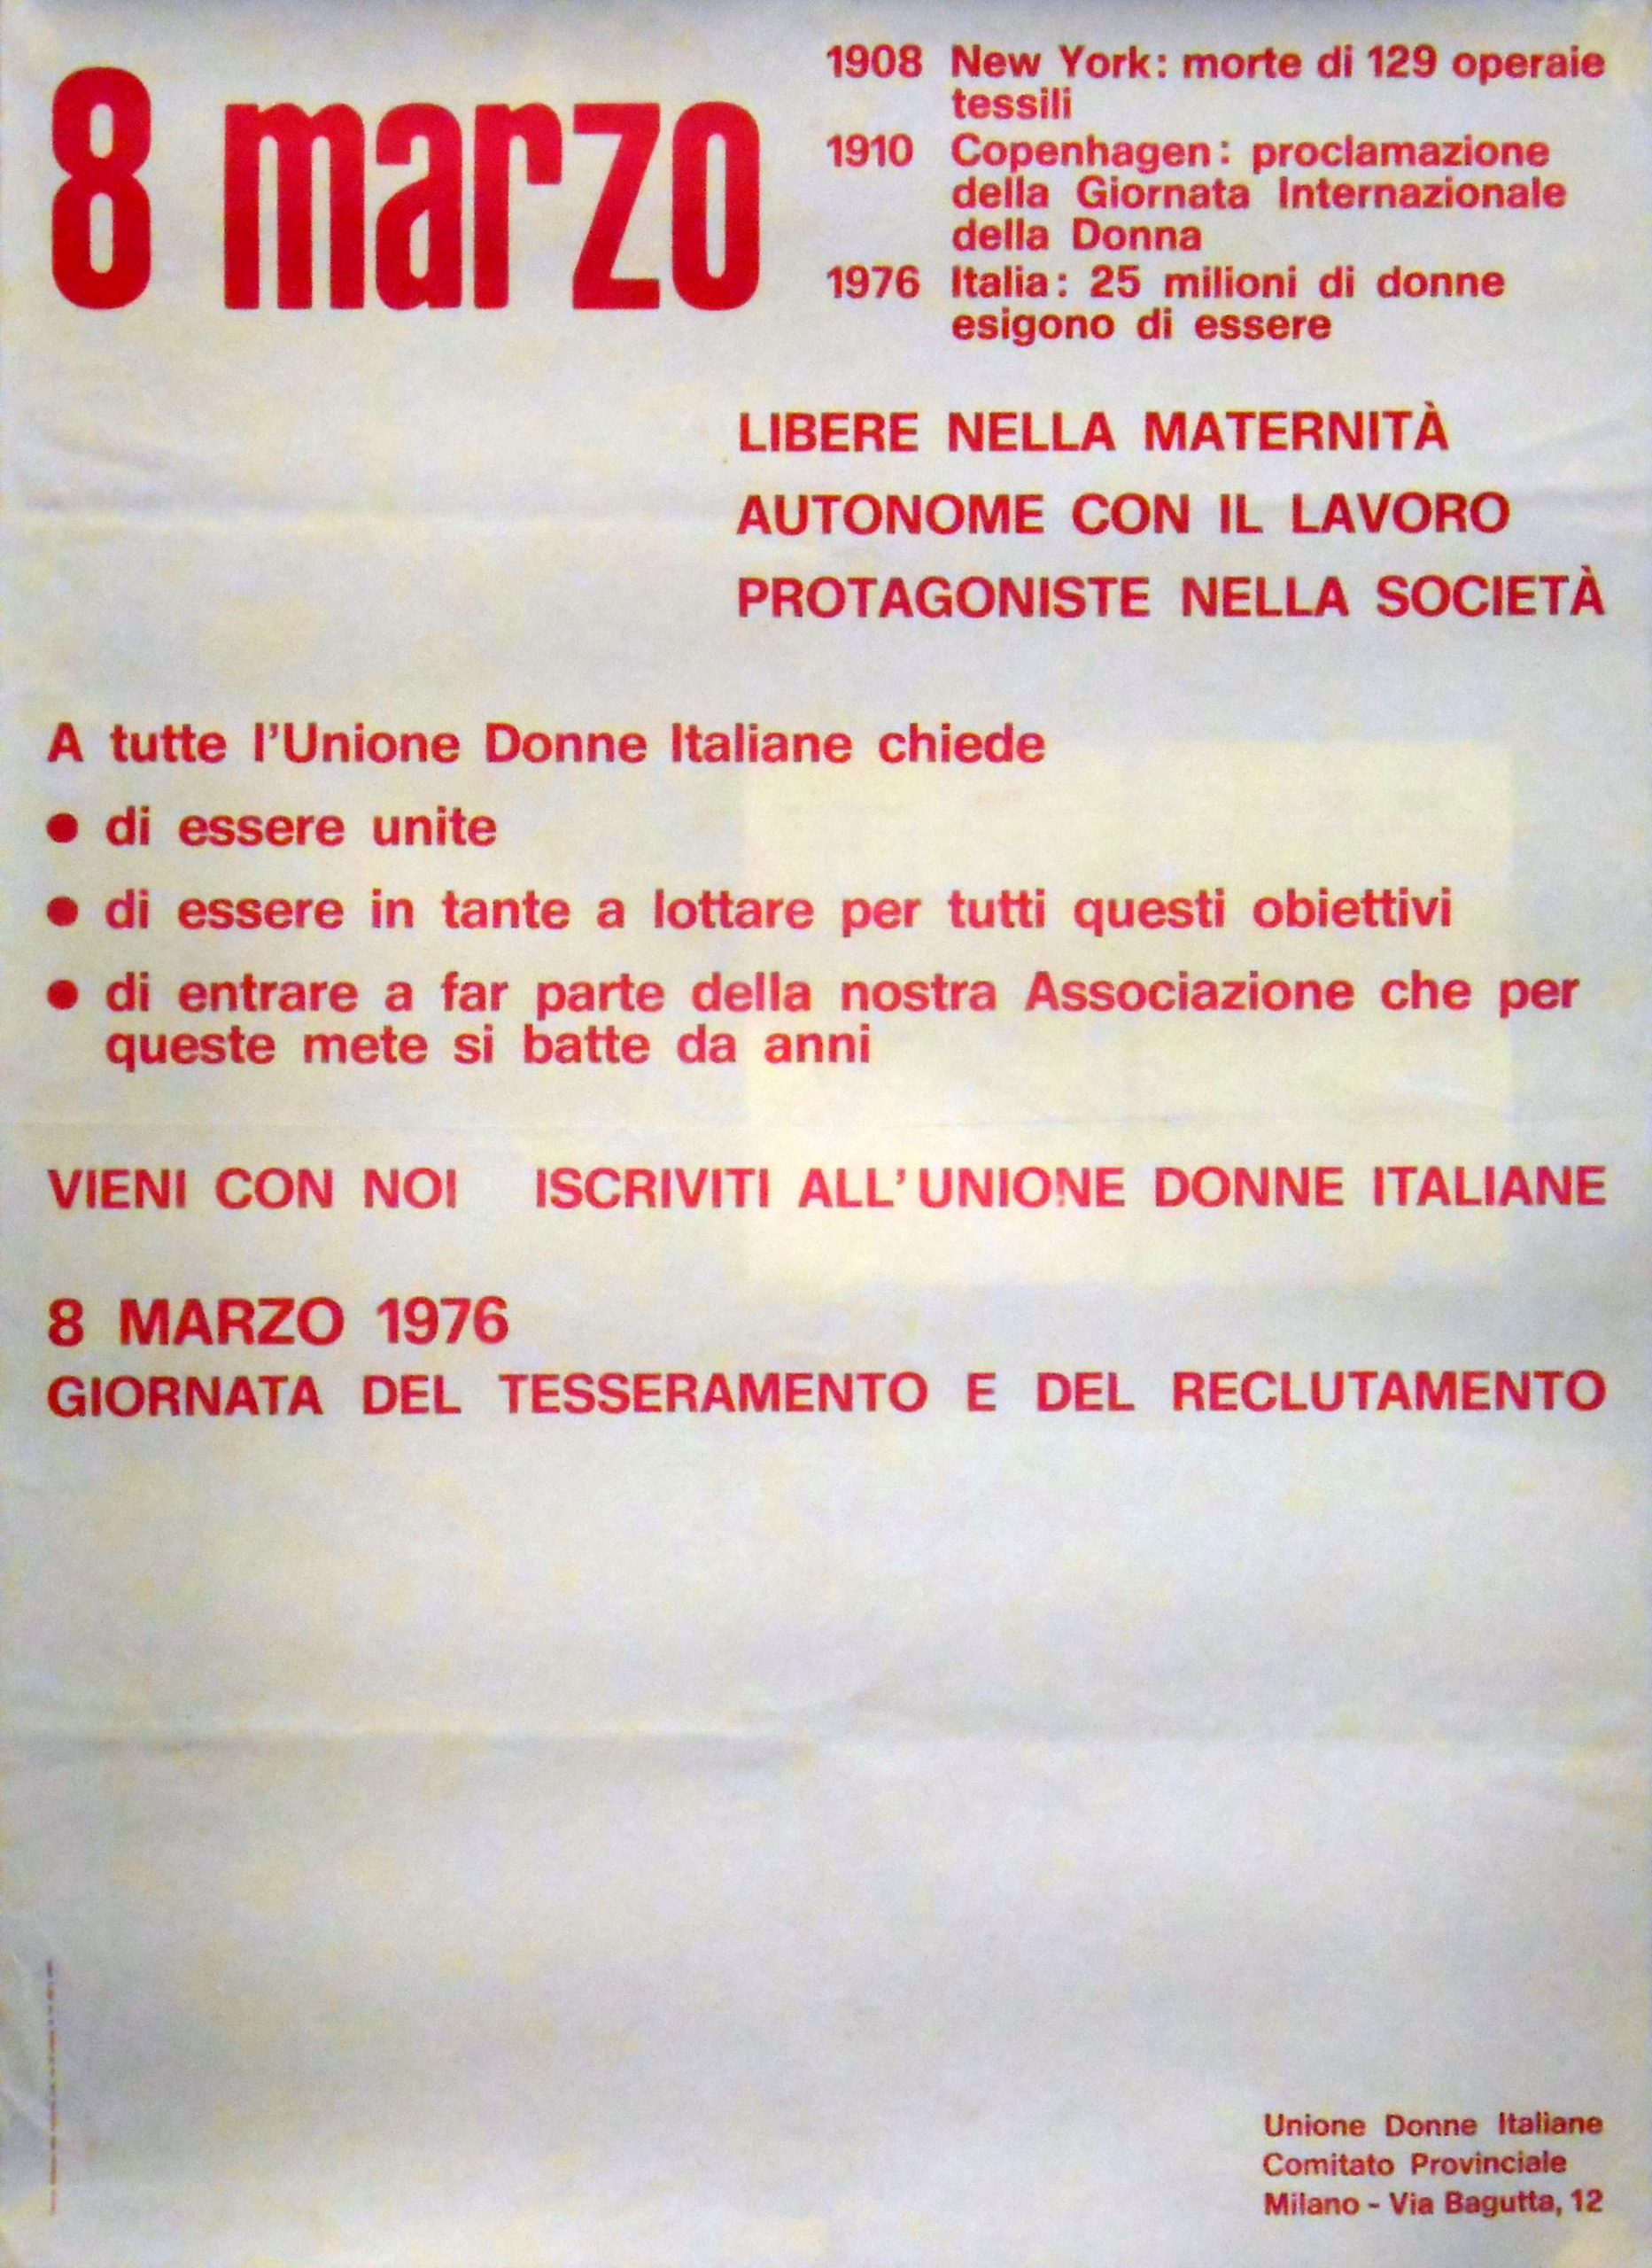 8 marzo
1908 New York: morte di 129 operaie
tessili
1910 Copenhagen: proclamazione
della Giornata Internazionale
della Donna
1976 Italia: 25 milioni di donne
esigono di essere
LIBERE NELLA MATERNITÀ
AUTONOME CON IL LAVORO
PROTAGONISTE NELLA SOCIETÀ
A tutte l'Unione Donne Italiane chiede
● di essere unite
● di essere in tante a lottare per tutti questi obiettivi
● di entrare a far parte della nostra Associazione che per
queste mete si batte da anni
VIENI CON NOI ISCRIVITI ALL'UNIONE DONNE ITALIANE
8 MARZO 1976
GIORNATA DEL TESSERAMENTO E DEL RECLUTAMENTO
Unione Donne Italiane
Comitato Provinciale
Milano - Via Bagutta, 12